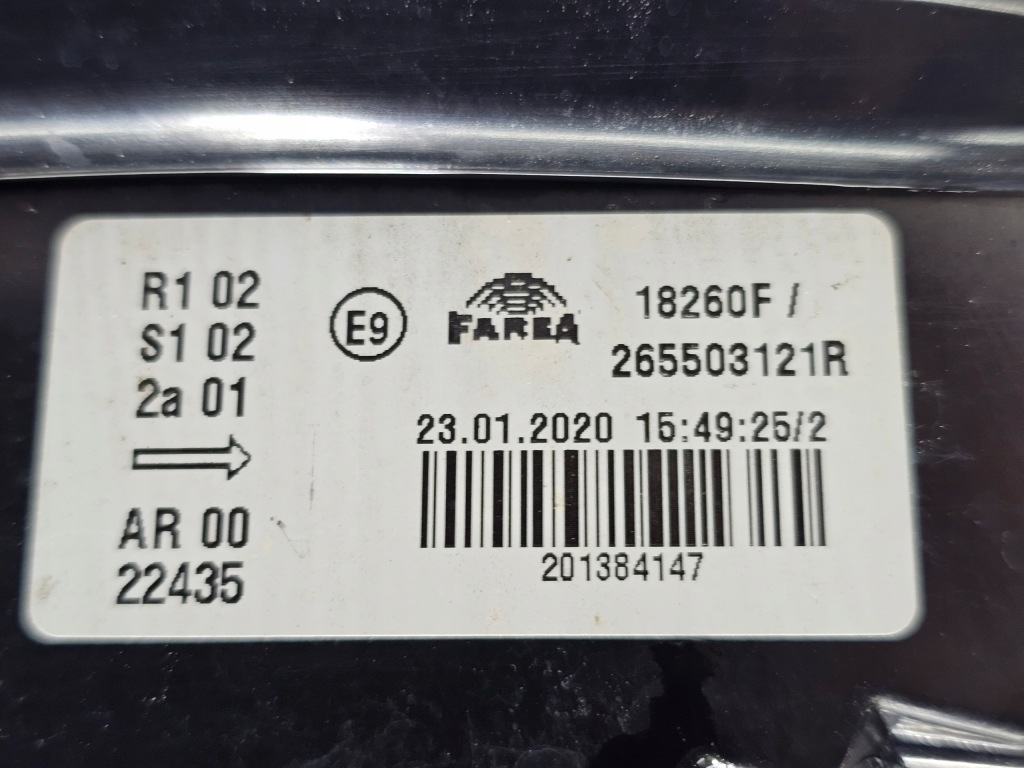 R1 02
S1 02
2a 01
AR 00
22435
E9
FAREA
18260F /
265503121R
23.01.2020 15:49:25/2
201384147